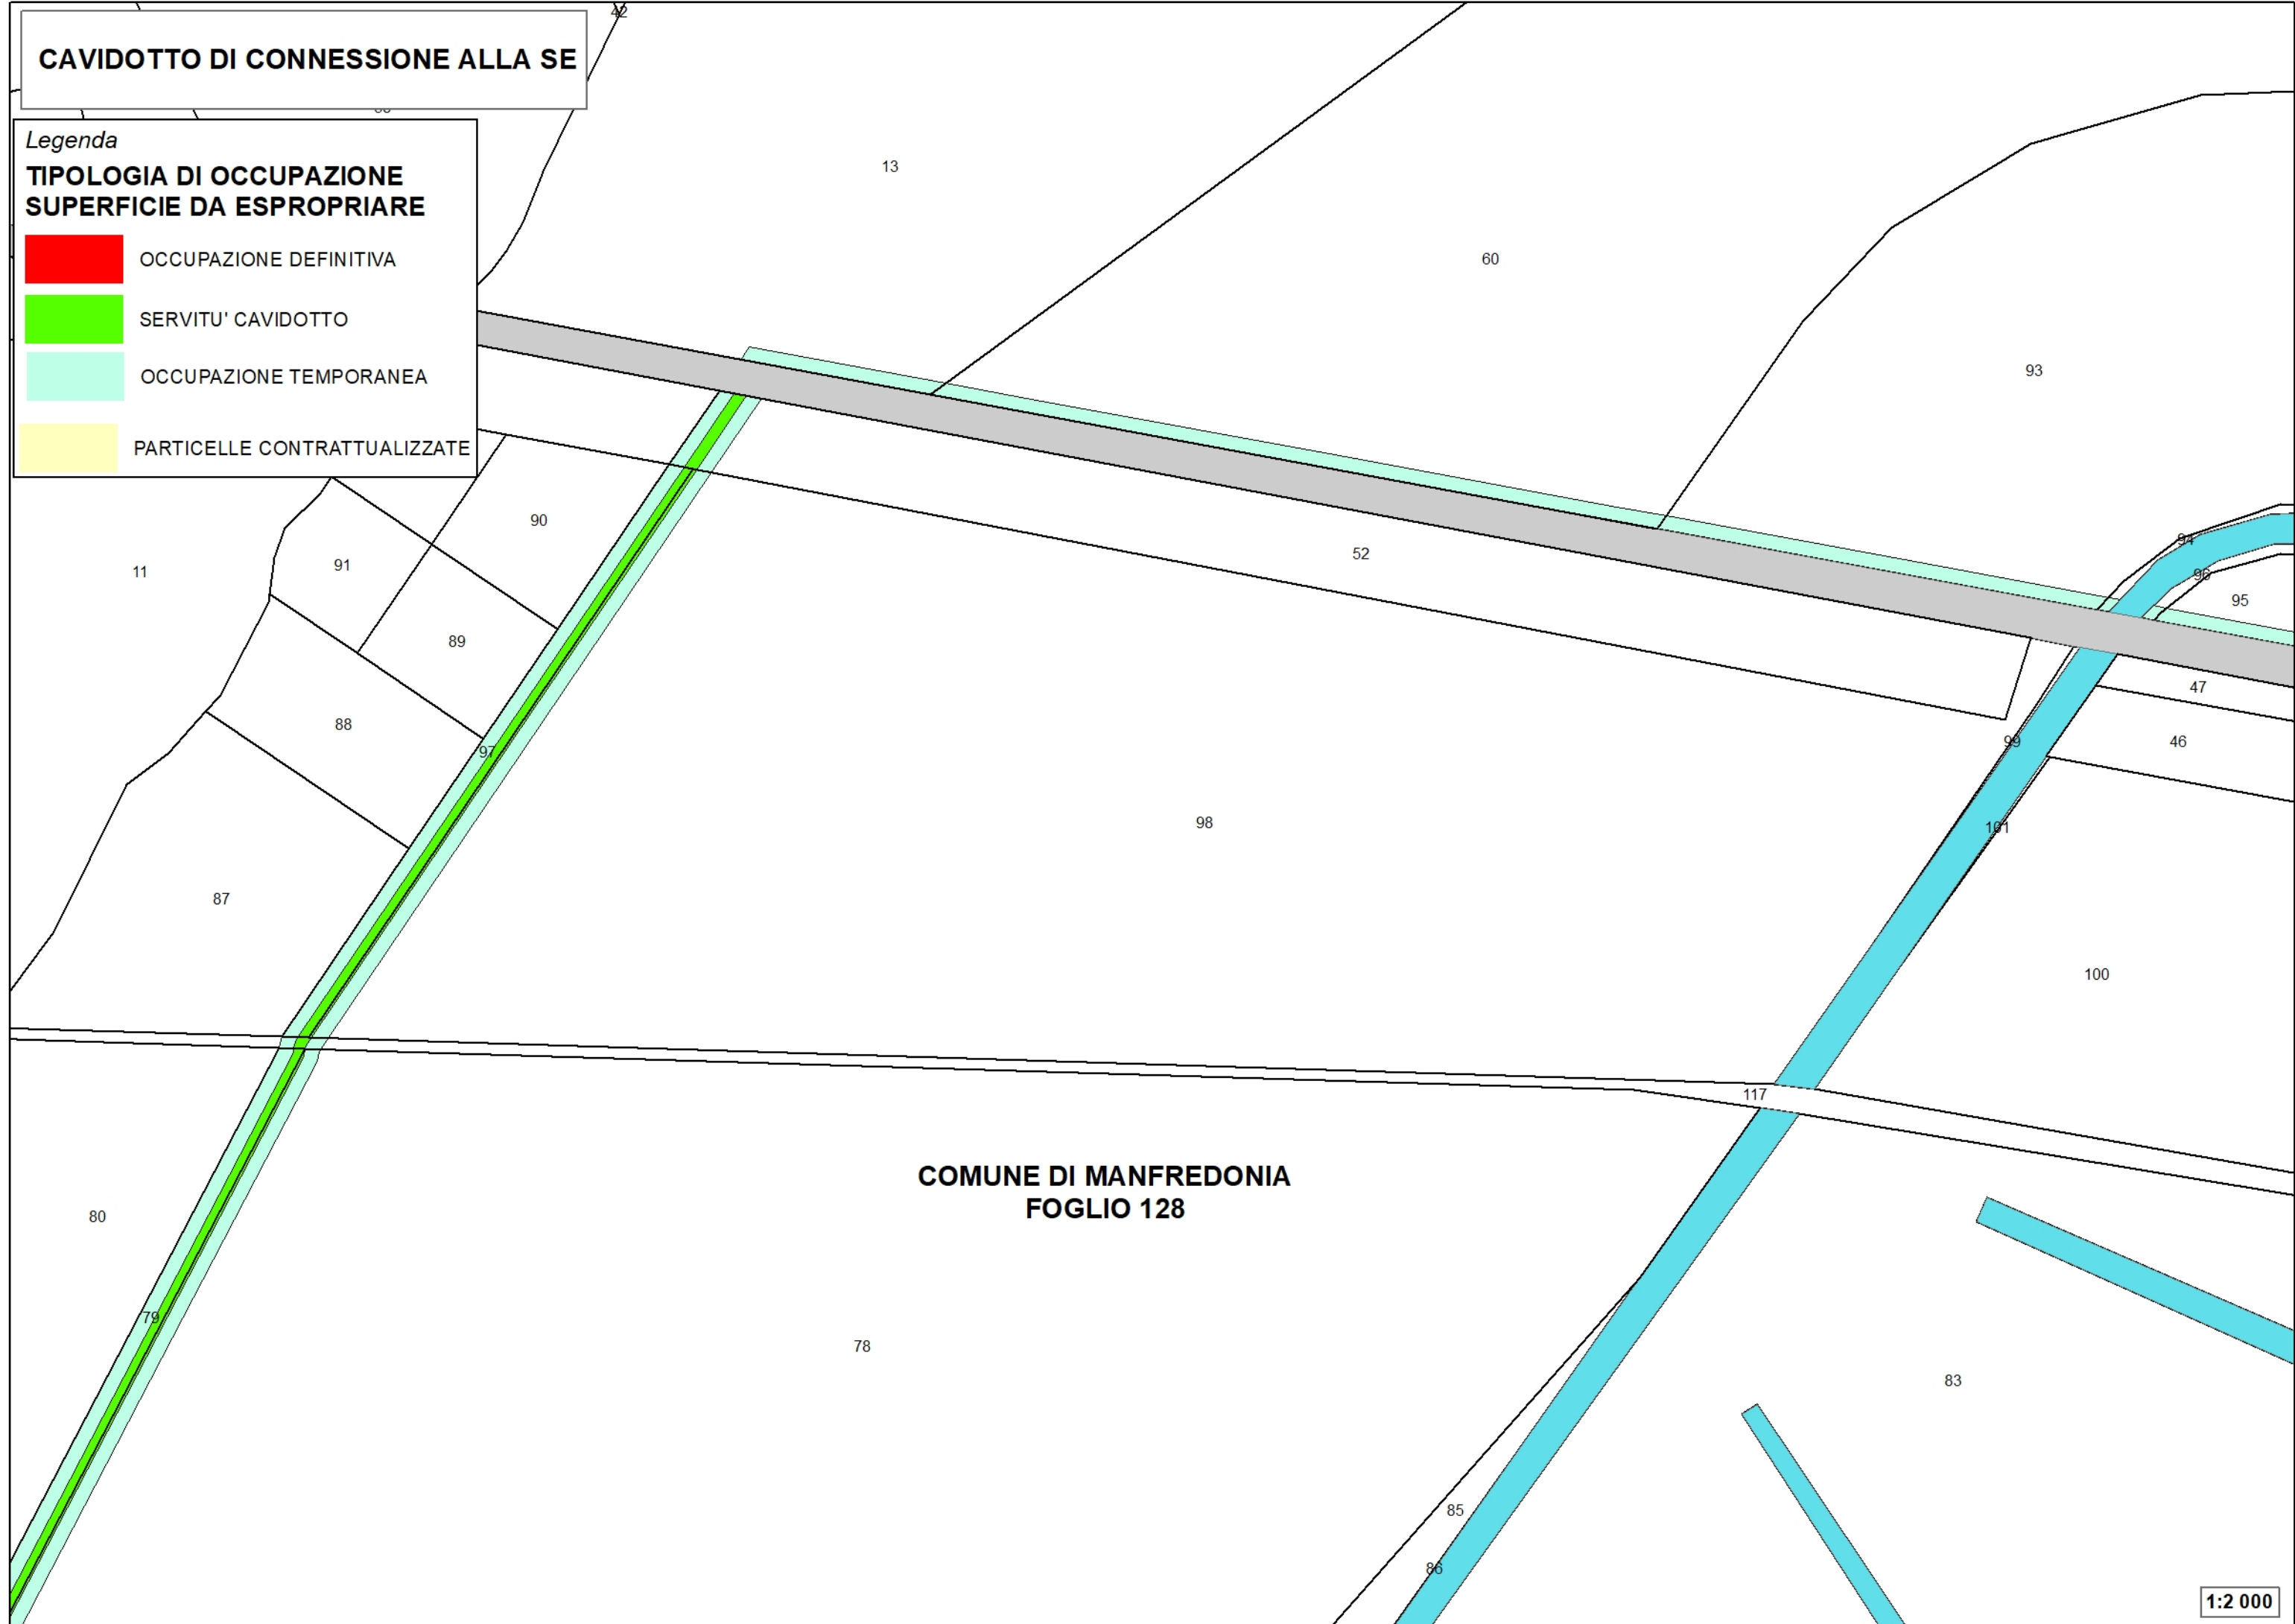 42
CAVIDOTTO DI CONNESSIONE ALLA SE
Legenda
TIPOLOGIA DI OCCUPAZIONE
SUPERFICIE DA ESPROPRIARE
OCCUPAZIONE DEFINITIVA
SERVITU' CAVIDOTTO
OCCUPAZIONE TEMPORANEA
PARTICELLE CONTRATTUALIZZATE
13
60
93
90
52
94
91
11
96
95
89
47
88
97
99
46
98
101
87
100
117
COMUNE DI MANFREDONIA
FOGLIO 128
80
79
78
83
85
86
1:2 000